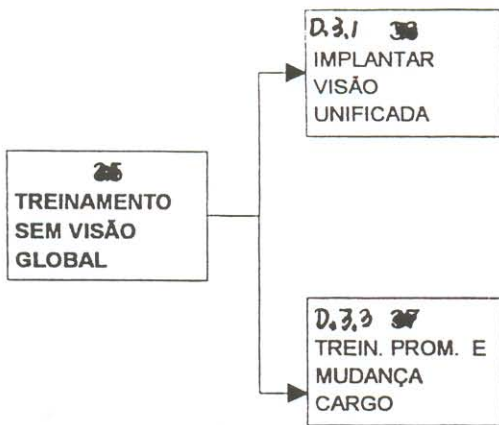 D.3.1
IMPLANTAR
VISÃO
UNIFICADA
TREINAMENTO
SEM VISÃO
GLOBAL
D.3.3
TREIN. PROM. E
MUDANÇA
CARGO